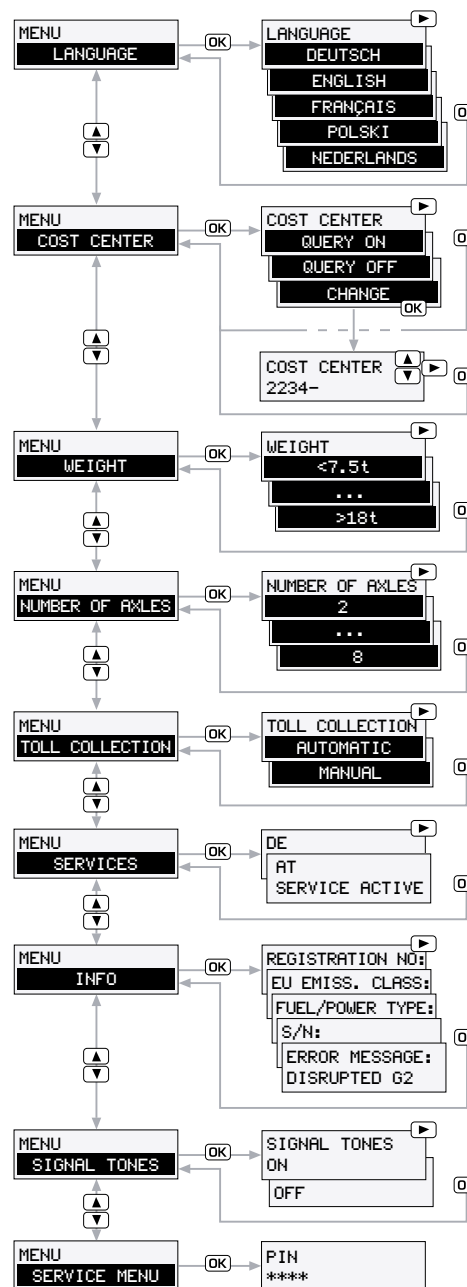 MENU
LANGUAGE
OK
LANGUAGE
DEUTSCH
ENGLISH
FRANÇAIS
POLSKI
NEDERLANDS
MENU
COST CENTER
OK
COST CENTER
QUERY ON
QUERY OFF
CHANGE
OK
COST CENTER
2234-
MENU
WEIGHT
OK
WEIGHT
<7.5t
...
>18t
MENU
NUMBER OF AXLES
OK
NUMBER OF AXLES
2
...
8
MENU
TOLL COLLECTION
OK
TOLL COLLECTION
AUTOMATIC
MANUAL
MENU
SERVICES
OK
DE
AT
SERVICE ACTIVE
MENU
INFO
OK
REGISTRATION NO:
EU EMISS. CLASS:
FUEL/POWER TYPE:
S/N:
ERROR MESSAGE:
DISRUPTED G2
MENU
SIGNAL TONES
OK
SIGNAL TONES
ON
OFF
MENU
SERVICE MENU
OK
PIN
****